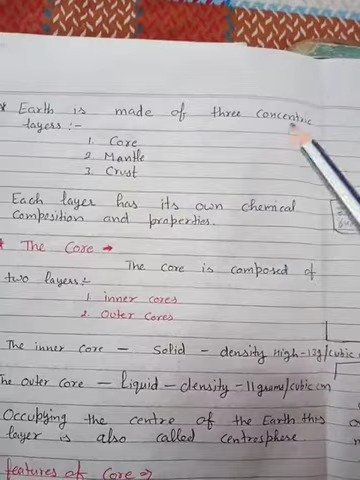 * Earth is made of three concentric
layers :-
1. Core
2. Mantle
3. Crust
Each layer has its own chemical
composition and properties.
* The Core →
The core is composed of
two layers :-
1. inner cores
2. Outer Cores
The inner core – solid – density High – 13g/cubic
The outer core – liquid – density – 11 grams/cubic cm
Occupying the centre of the Earth this
layer is also called centrosphere
features of Core ⇒